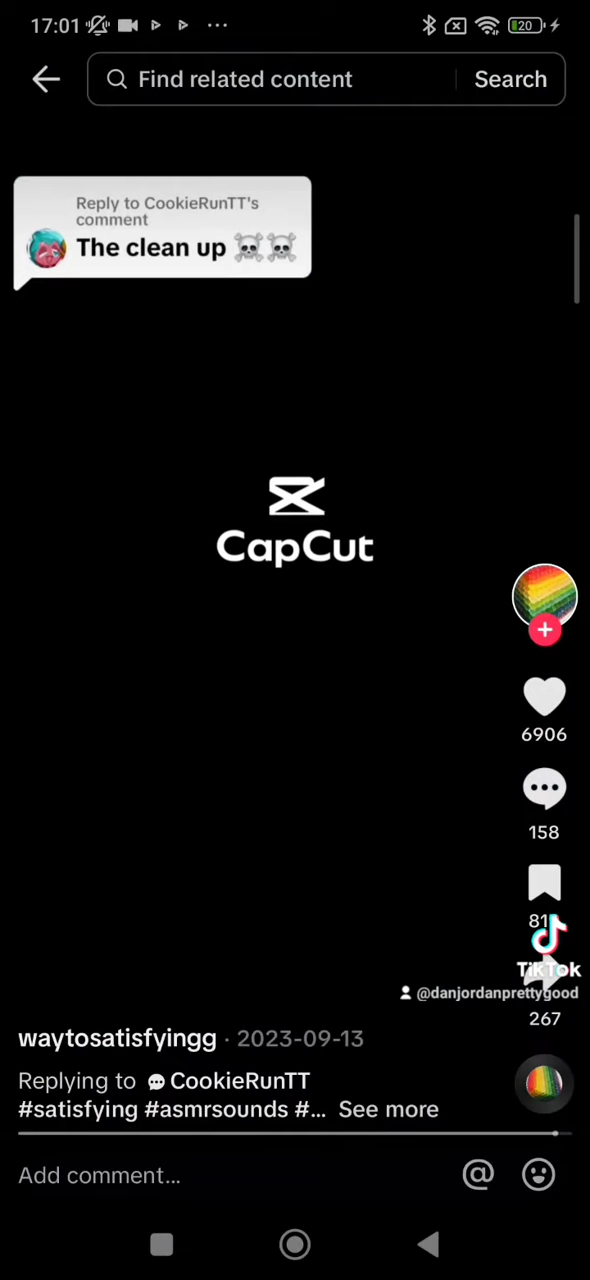 17:01
20
Find related content
Search
Reply to CookieRunTT's
comment
The clean up ☠️☠️
CapCut
6906
158
TikTok
@danjordanprettygood
267
waytosatisfyingg · 2023-09-13
Replying to 💬 CookieRunTT
#satisfying #asmrsounds #... See more
Add comment...